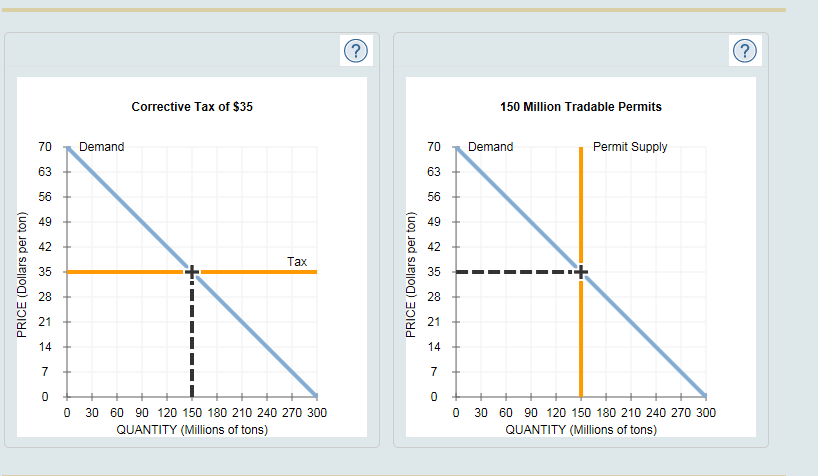 ?
Corrective Tax of $35
PRICE (Dollars per ton)
70
63
56
49
42
35
28
21
14
7
0
Demand
Tax
0 30 60 90 120 150 180 210 240 270 300
QUANTITY (Millions of tons)
?
150 Million Tradable Permits
PRICE (Dollars per ton)
70
63
56
49
42
35
28
21
14
7
0
Demand
Permit Supply
0 30 60 90 120 150 180 210 240 270 300
QUANTITY (Millions of tons)